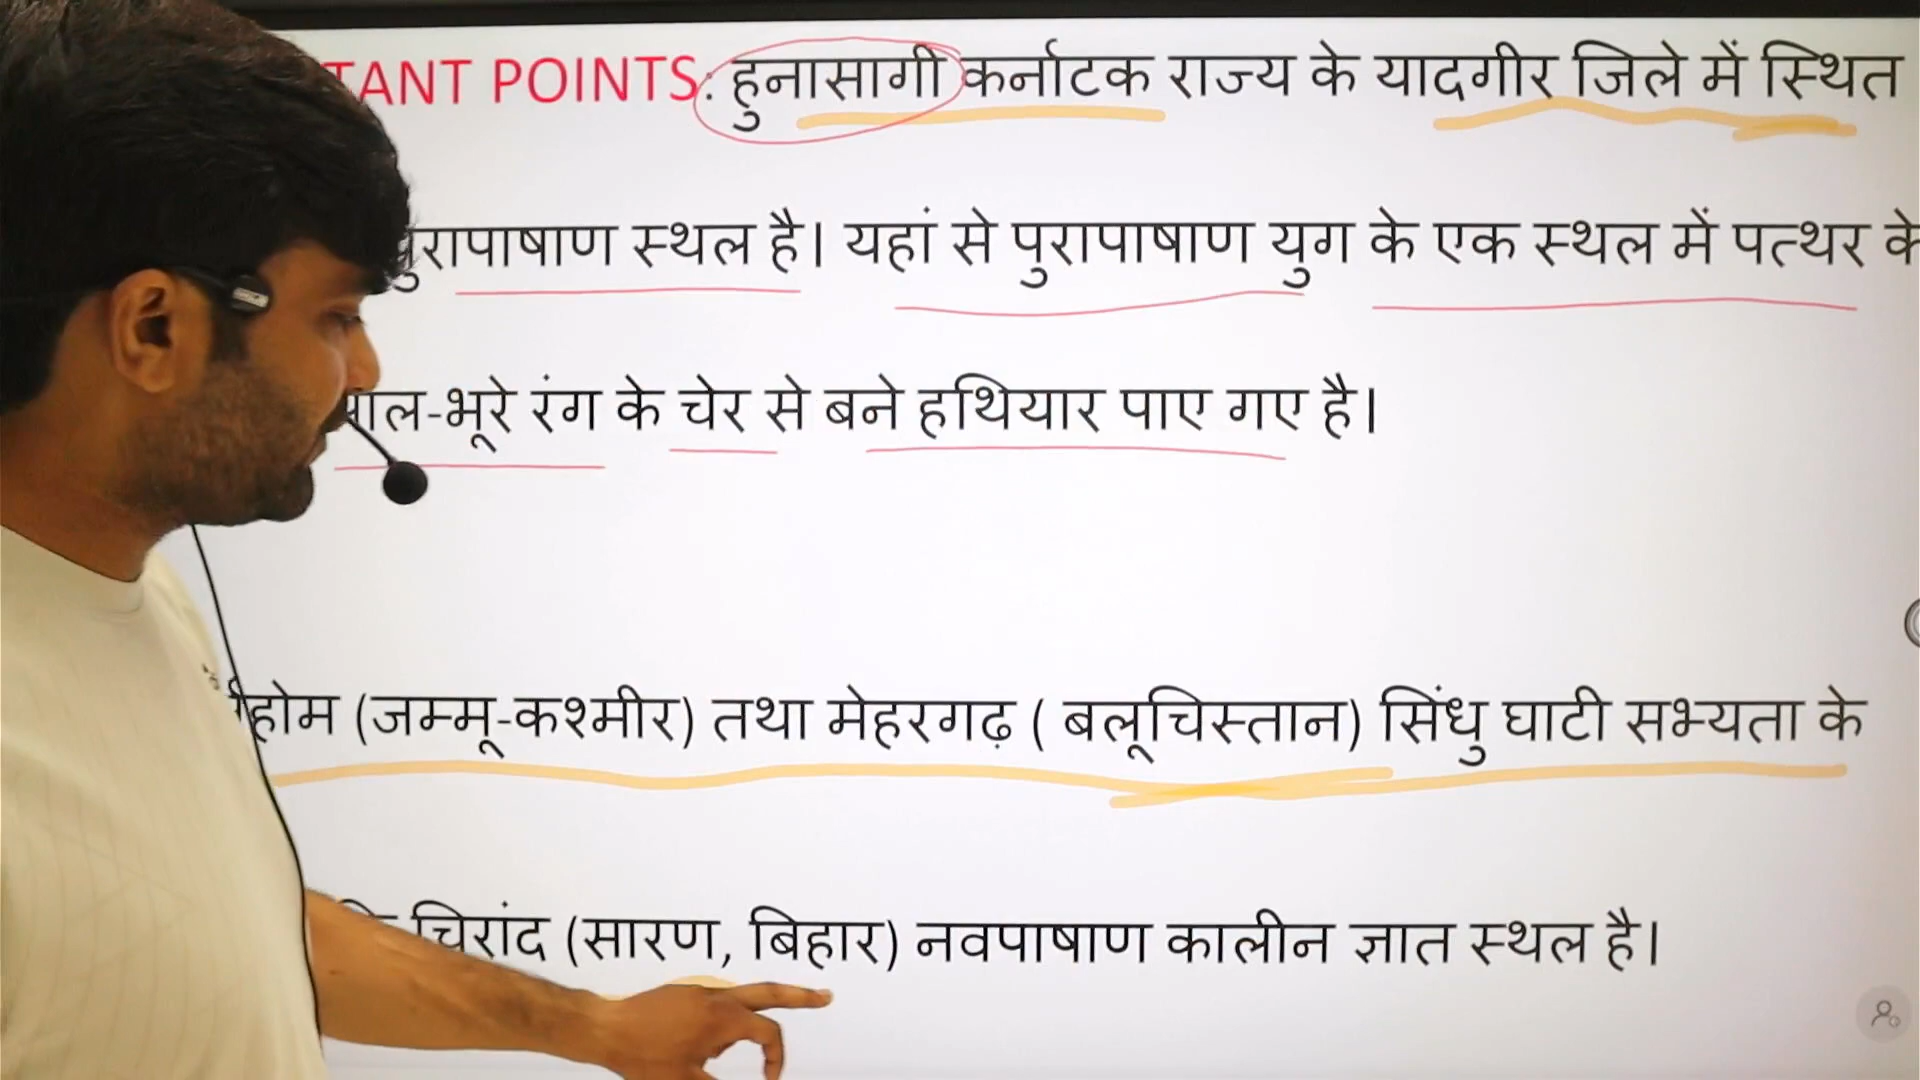 POINTS: हुनासागी कर्नाटक राज्य के यादगीर जिले में स्थित
स्थल है। यहां से पुरापाषाण युग के एक स्थल में पत्थर के
रंग के चेर से बने हथियार पाए गए है।
(जम्मू-कश्मीर) तथा मेहरगढ़ ( बलूचिस्तान) सिंधु घाटी सभ्यता के
चिरांद (सारण, बिहार) नवपाषाण कालीन ज्ञात स्थल है।